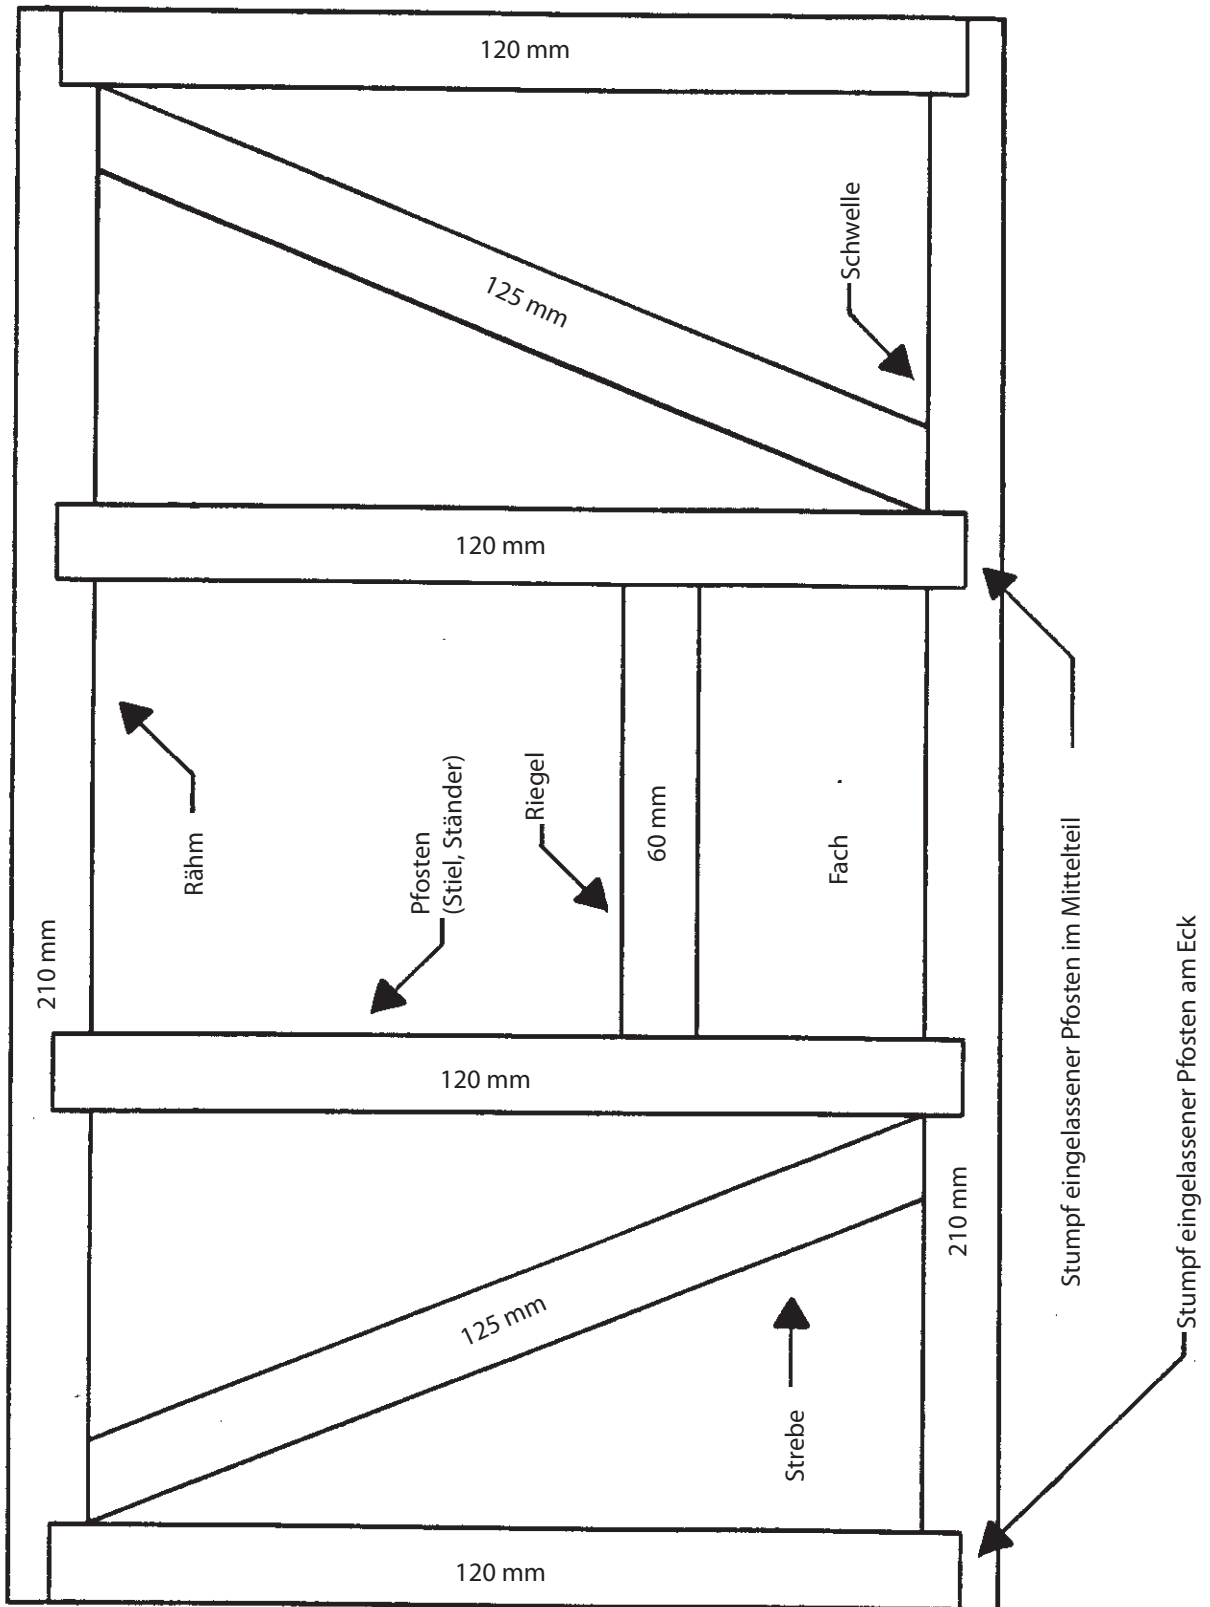 120 mm
125 mm
Schwelle
120 mm
Rähm
Pfosten
(Stiel, Ständer)
Riegel
60 mm
Fach
210 mm
120 mm
210 mm
125 mm
Strebe
120 mm
Stumpf eingelassener Pfosten im Mittelteil
Stumpf eingelassener Pfosten am Eck